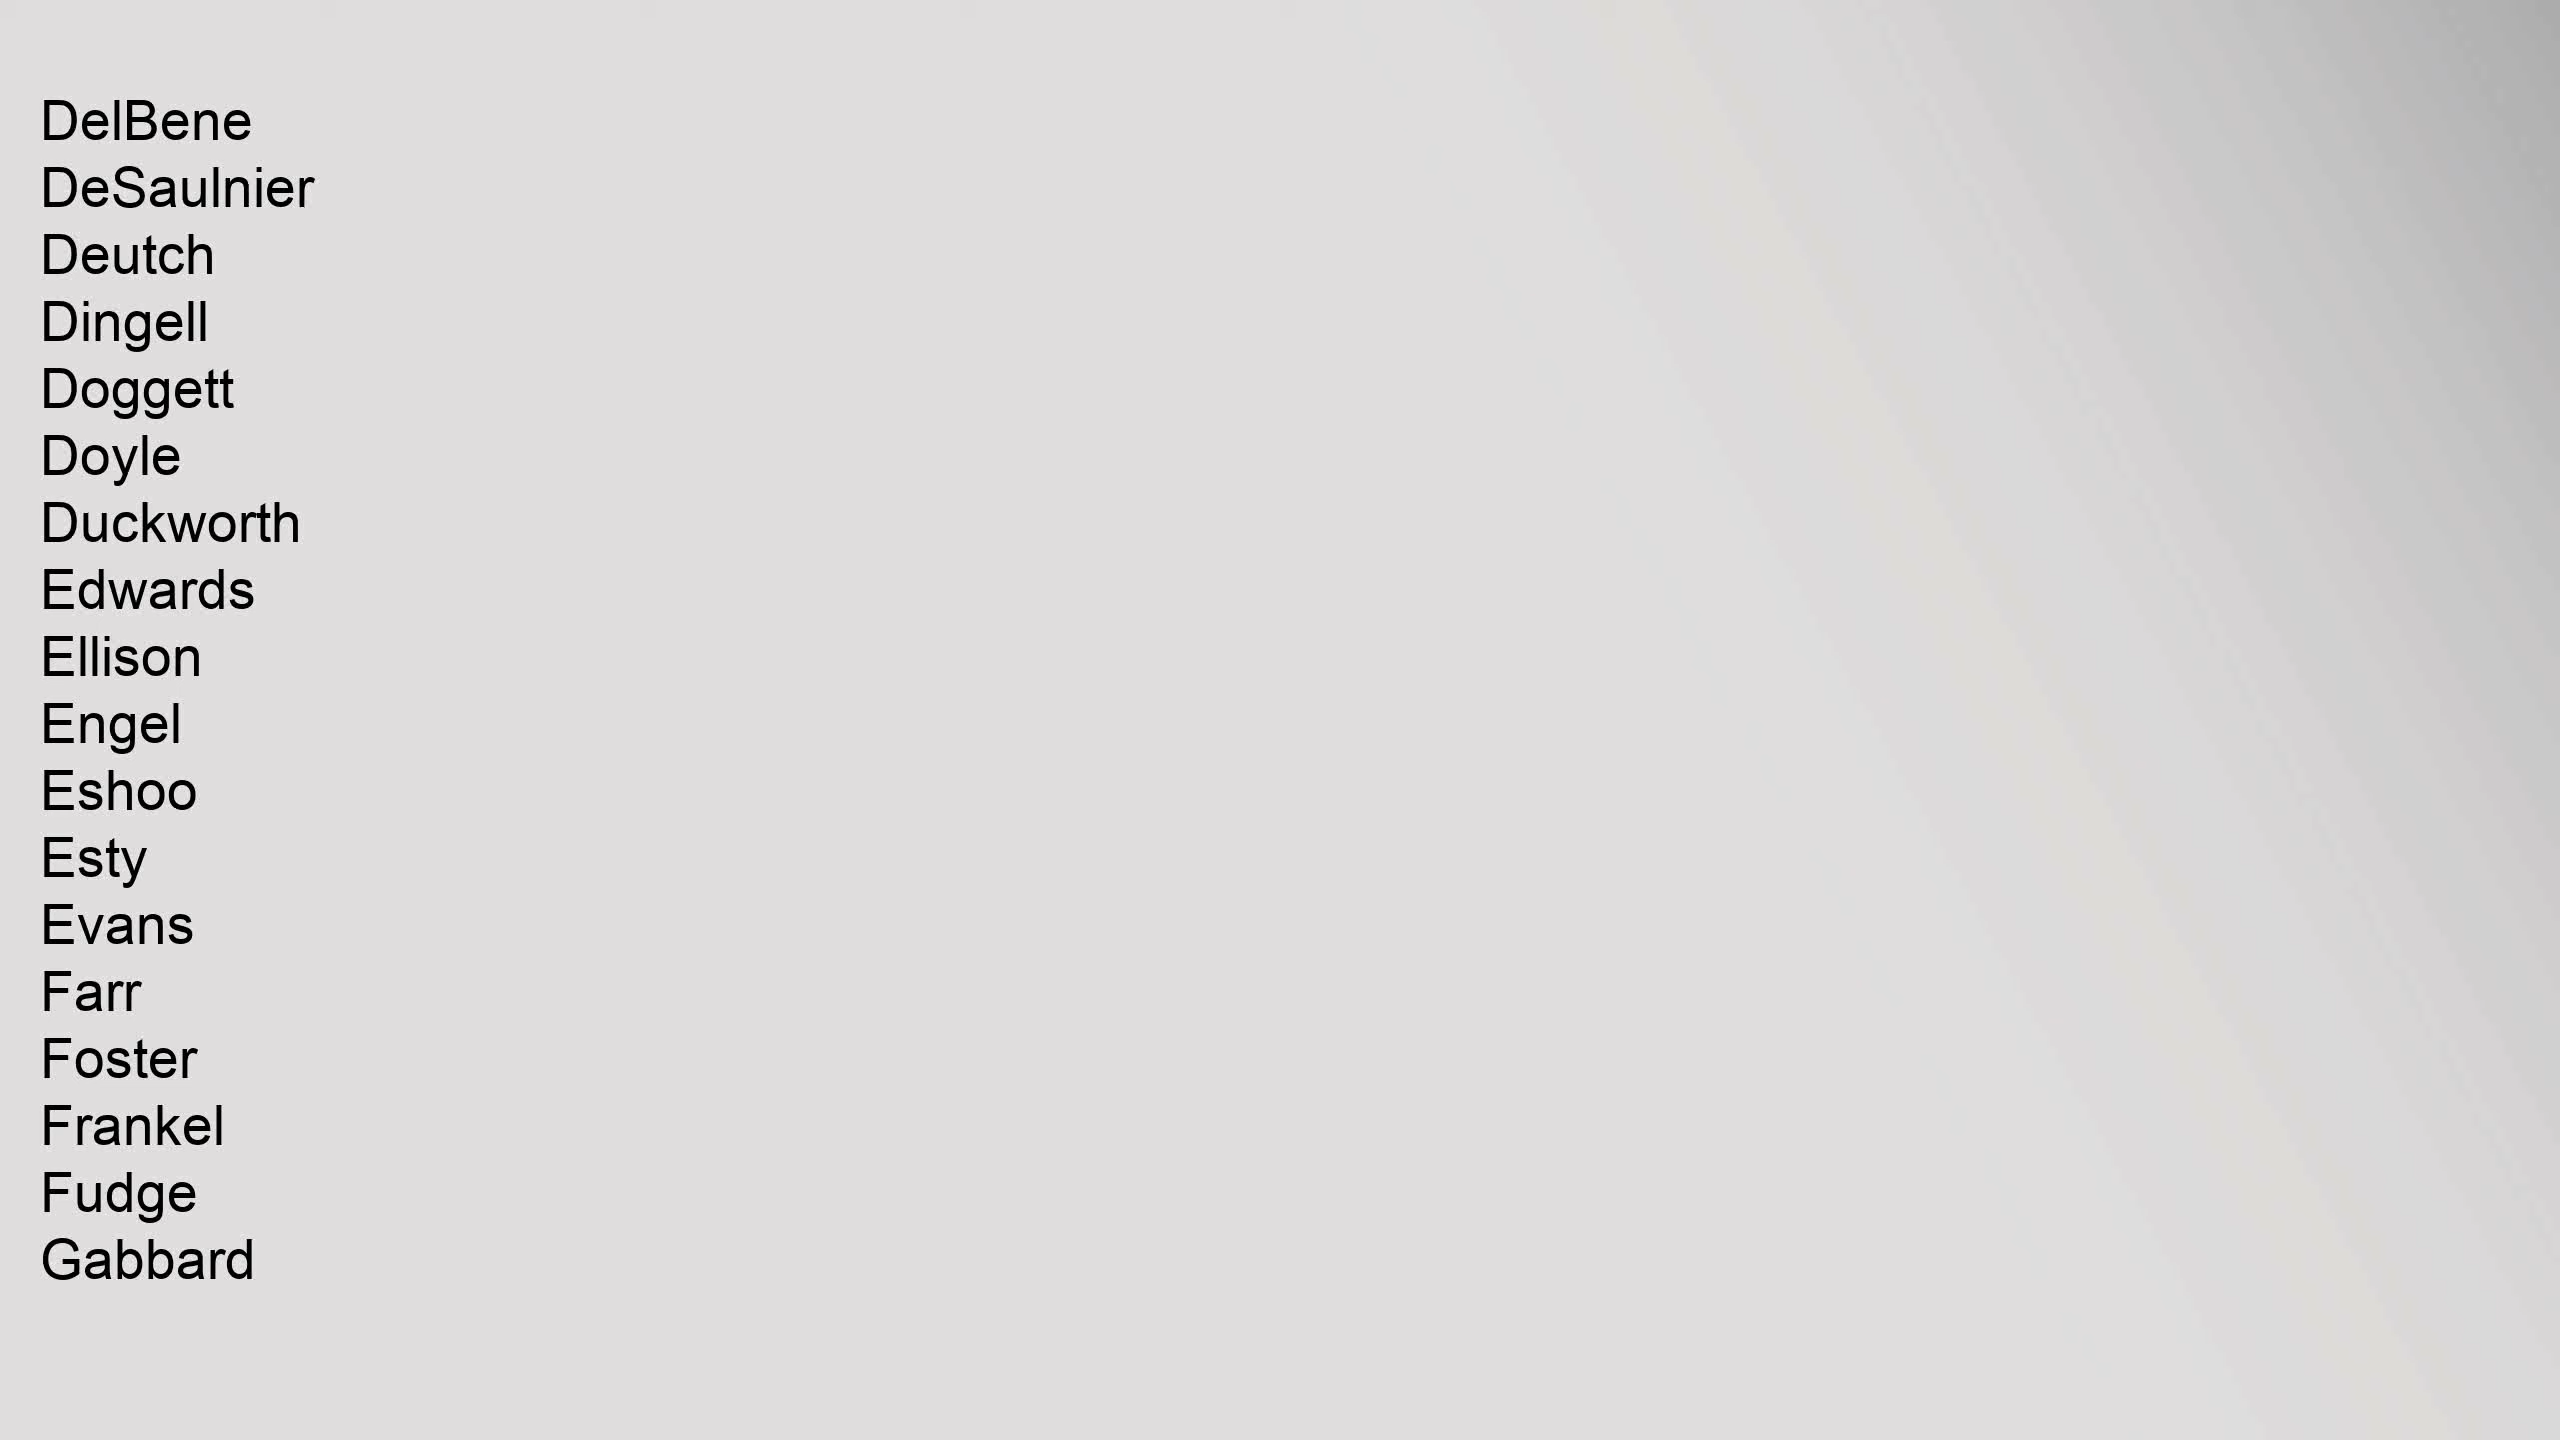 DelBene
DeSaulnier
Deutch
Dingell
Doggett
Doyle
Duckworth
Edwards
Ellison
Engel
Eshoo
Esty
Evans
Farr
Foster
Frankel
Fudge
Gabbard